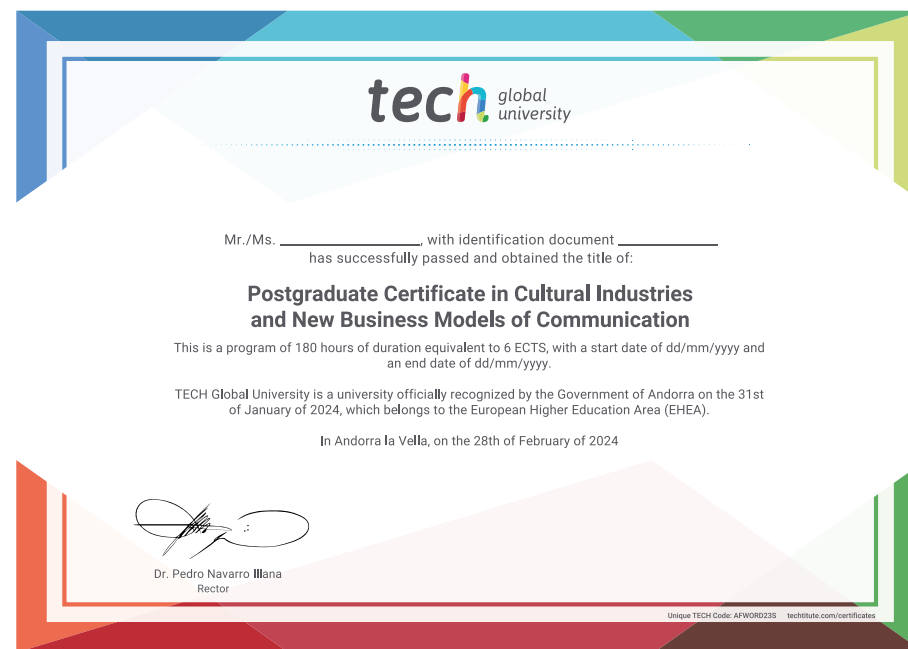 tech global
university
Mr./Ms. ____________, with identification document ____________
has successfully passed and obtained the title of:
Postgraduate Certificate in Cultural Industries
and New Business Models of Communication
This is a program of 180 hours of duration equivalent to 6 ECTS, with a start date of dd/mm/yyyy and
an end date of dd/mm/yyyy.
TECH Global University is a university officially recognized by the Government of Andorra on the 31st
of January of 2024, which belongs to the European Higher Education Area (EHEA).
In Andorra la Vella, on the 28th of February of 2024
Dr. Pedro Navarro Illana
Rector
Unique TECH Code: AFWORD23S techtitute.com/certificates